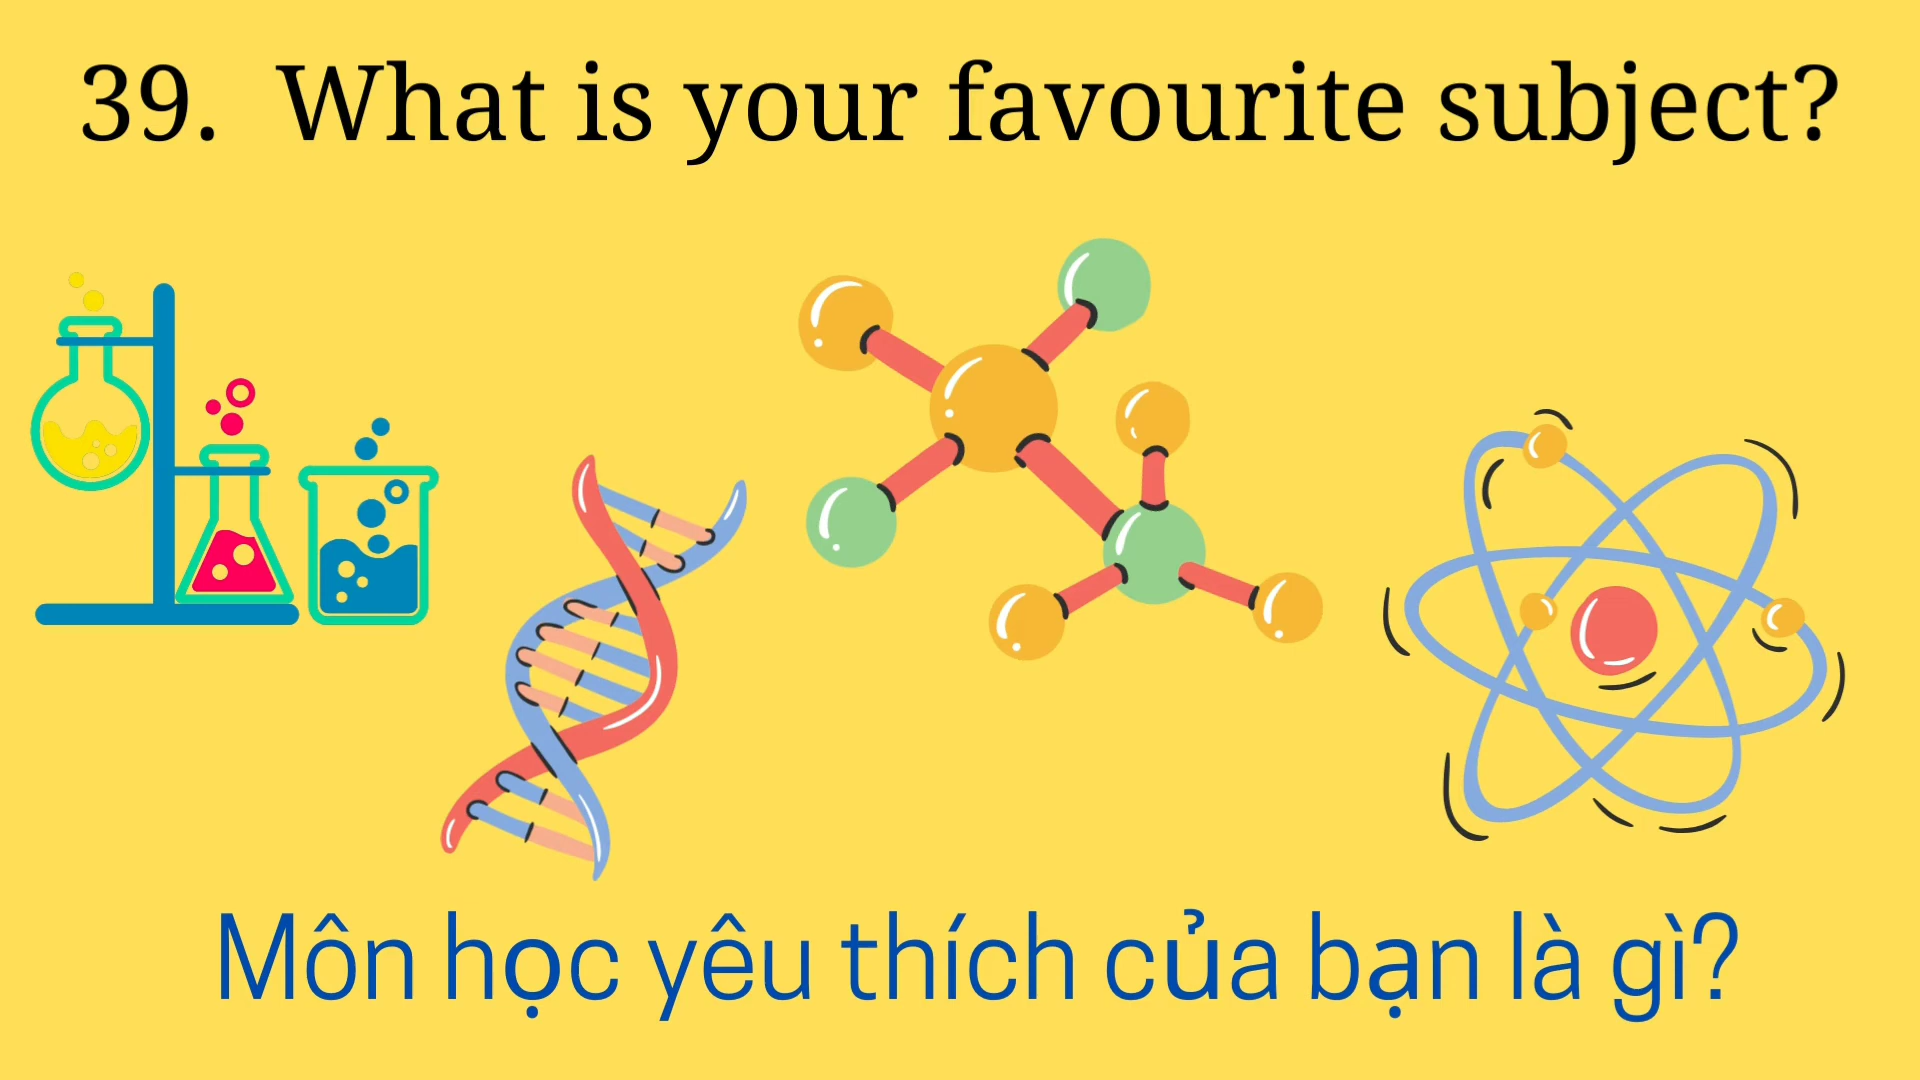 39. What is your favourite subject?
Môn học yêu thích của bạn là gì?